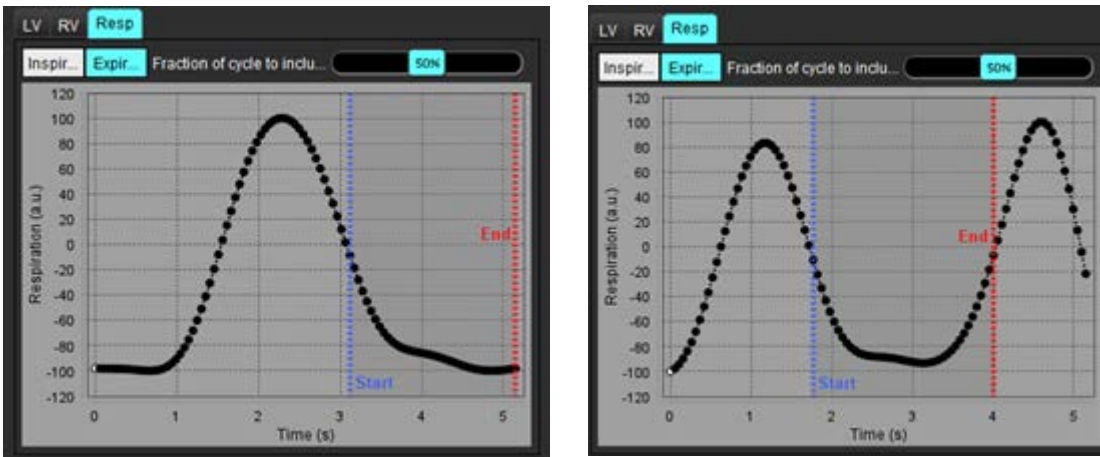 LV RV Resp
Inspir... Expir... Fraction of cycle to inclu... 50%
120
100
80
60
40
20
0
-20
-40
-60
-80
-100
-120
Respiration (a.u.)
End
Start
0 1 2 3 4 5
Time (s)
LV RV Resp
Inspir... Expir... Fraction of cycle to inclu... 50%
120
100
80
60
40
20
0
-20
-40
-60
-80
-100
-120
Respiration (a.u.)
End
Start
0 1 2 3 4 5
Time (s)